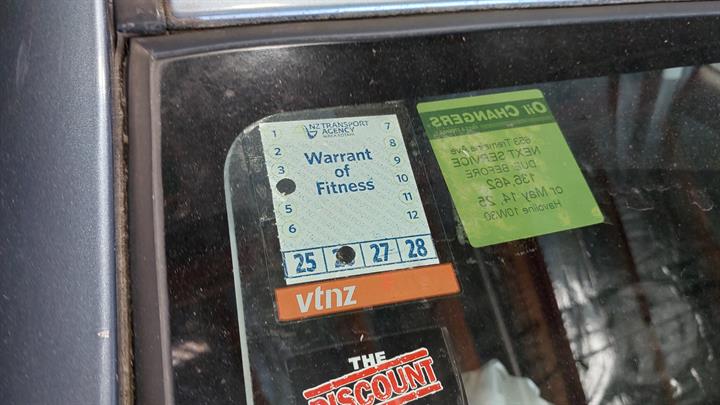 NZ TRANSPORT
AGENCY
WAKA KOTAHI
1 7
2 8
3 9
10
5 11
6 12
Warrant
of
Fitness
25 27 28
vtnz
Oil CHANGERS
653 Tremaine Ave
NEXT SERVICE
DUE BEFORE
136,462
or May 14, 25
Havoline 10W30
THE
DISCOUNT